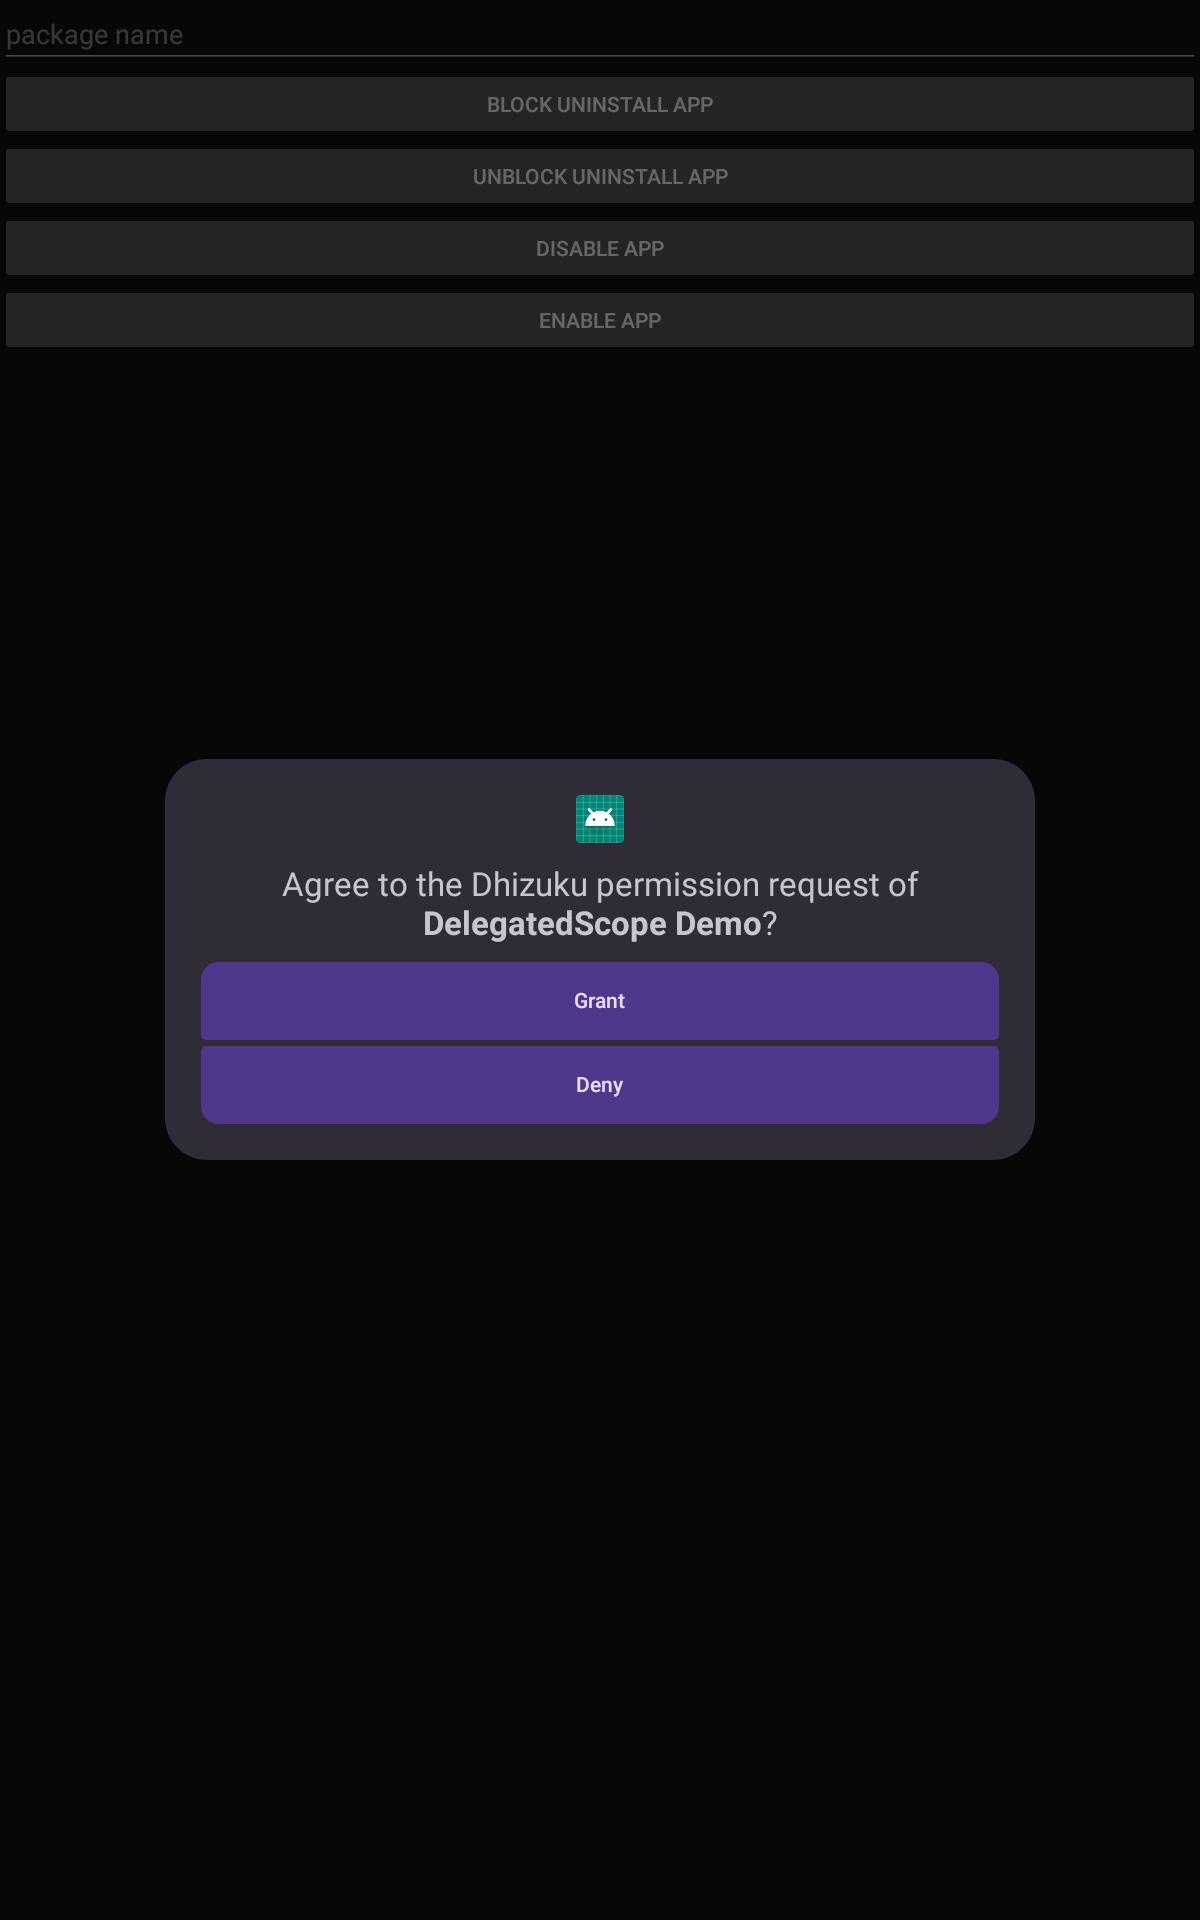 package name
BLOCK UNINSTALL APP
UNBLOCK UNINSTALL APP
DISABLE APP
ENABLE APP
Agree to the Dhizuku permission request of
DelegatedScope Demo?
Grant
Deny